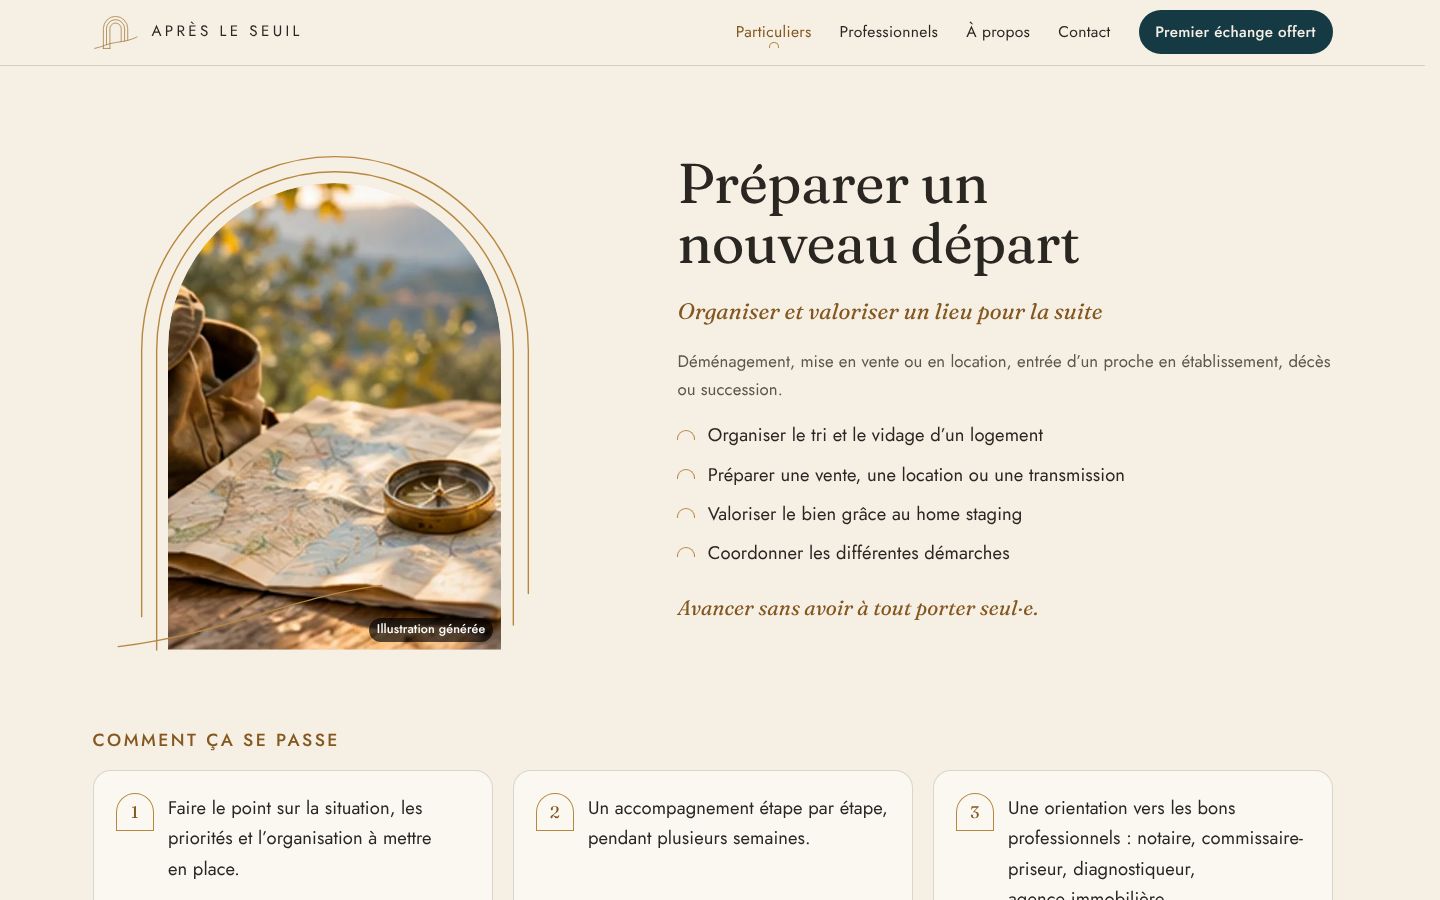 APRÈS LE SEUIL
Particuliers
Professionnels
À propos
Contact
Premier échange offert
Préparer un
nouveau départ
Organiser et valoriser un lieu pour la suite
Déménagement, mise en vente ou en location, entrée d’un proche en établissement, décès
ou succession.
Organiser le tri et le vidage d’un logement
Préparer une vente, une location ou une transmission
Valoriser le bien grâce au home staging
Coordonner les différentes démarches
Avancer sans avoir à tout porter seul·e.
Illustration générée
COMMENT ÇA SE PASSE
1
Faire le point sur la situation, les
priorités et l’organisation à mettre
en place.
2
Un accompagnement étape par étape,
pendant plusieurs semaines.
3
Une orientation vers les bons
professionnels : notaire, commissaire-
priseur, diagnostiqueur,
agence immobilière